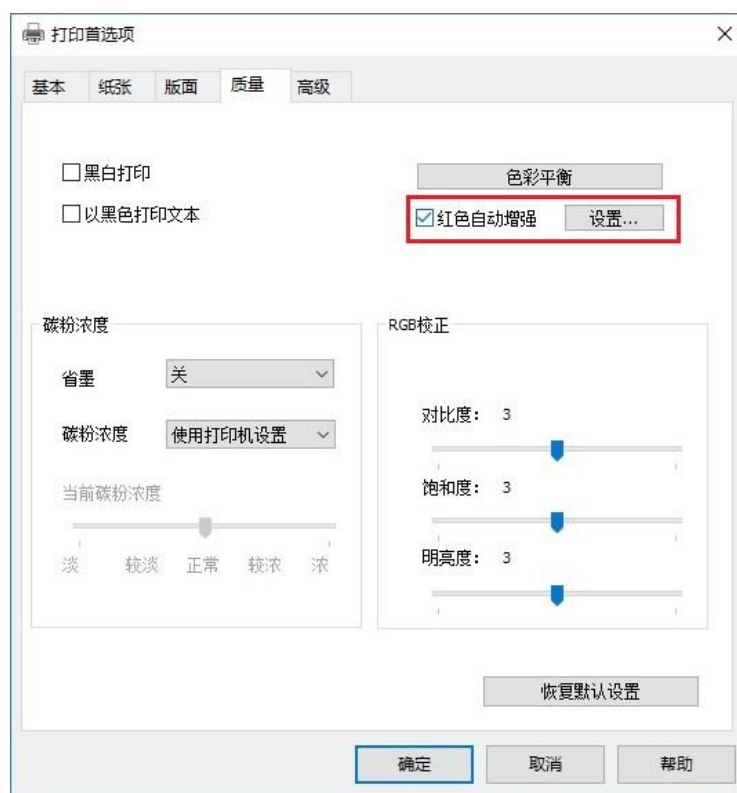 打印首选项
基本 纸张 版面 质量 高级
黑白打印
色彩平衡
以黑色打印文本
红色自动增强 设置...
碳粉浓度
RGB校正
省墨 关
对比度： 3
碳粉浓度 使用打印机设置
当前碳粉浓度
饱和度： 3
淡 较淡 正常 较浓 浓
明亮度： 3
恢复默认设置
确定 取消 帮助